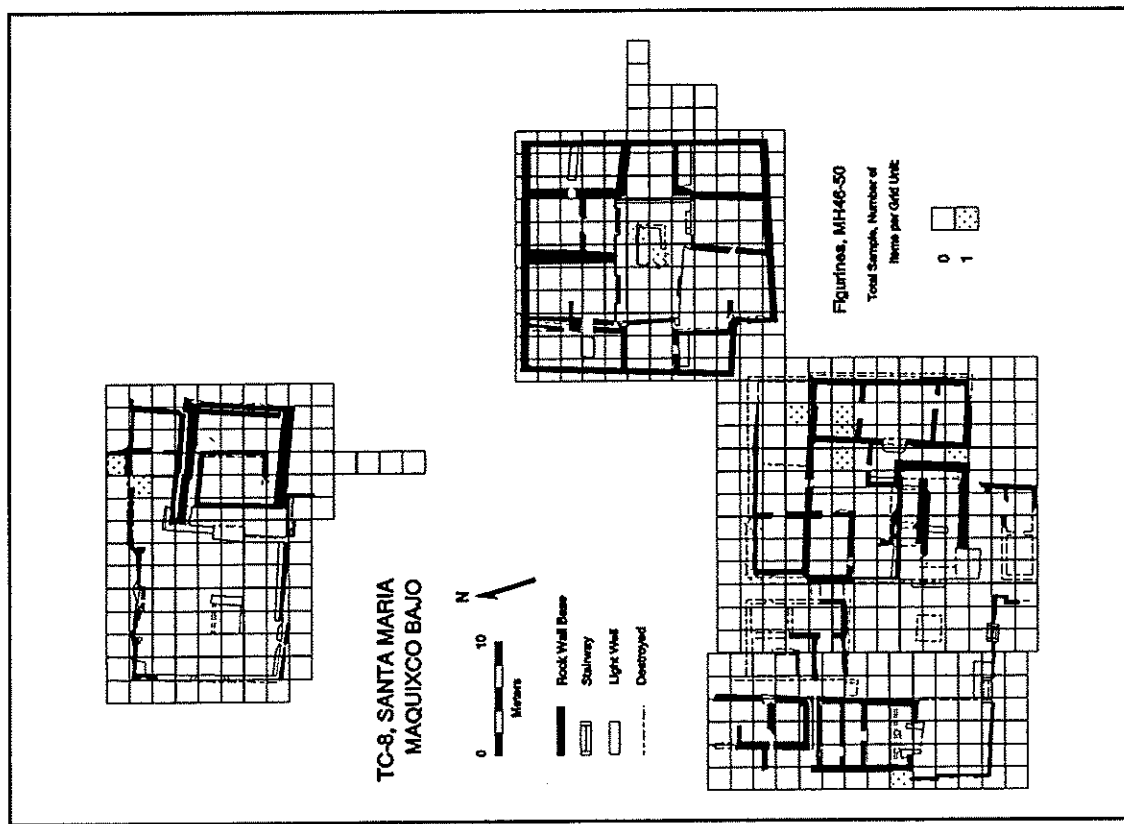 TC-8, SANTA MARIA
MAQUIXCO BAJO
N
0 10
Meters
Rock Wall Base
Stairway
Light Well
Destroyed
Figurines, MH46-50
Total Sample, Number of
Items per Grid Unit:
0
1